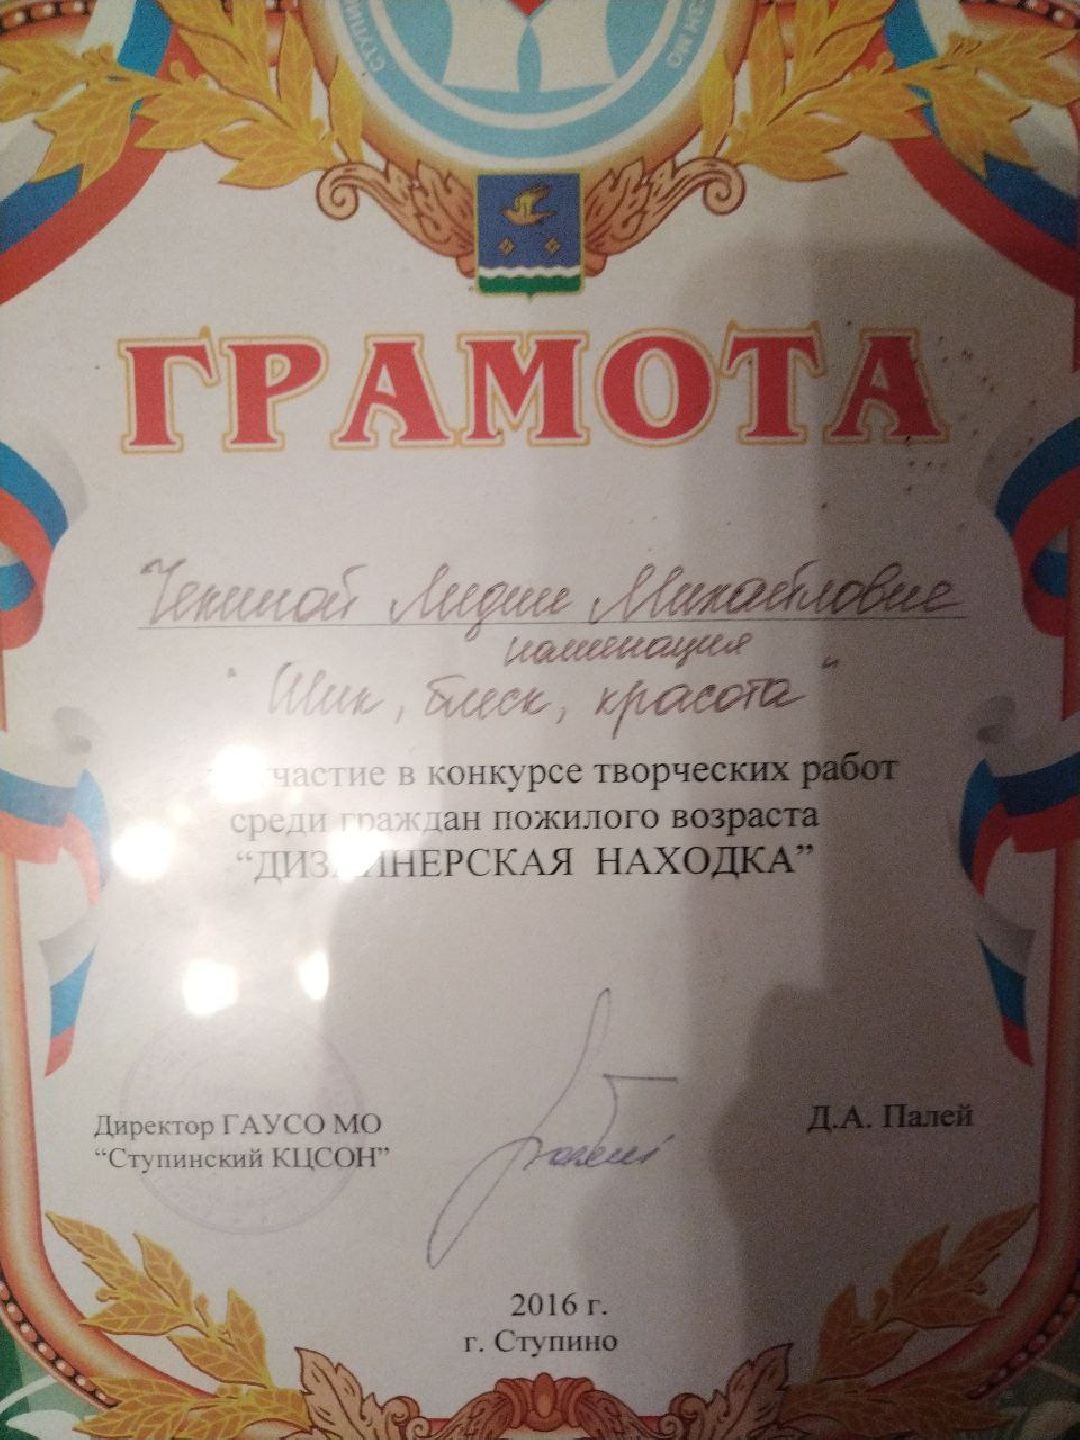 ГРАМОТА
Чекиной Лидии Михайловне
номинация
"Шик, блеск, красота"
частие в конкурсе творческих работ
среди граждан пожилого возраста
“ДИЗАЙНЕРСКАЯ НАХОДКА”
Директор ГАУСО МО
“Ступинский КЦСОН”
Д.А. Палей
2016 г.
г. Ступино